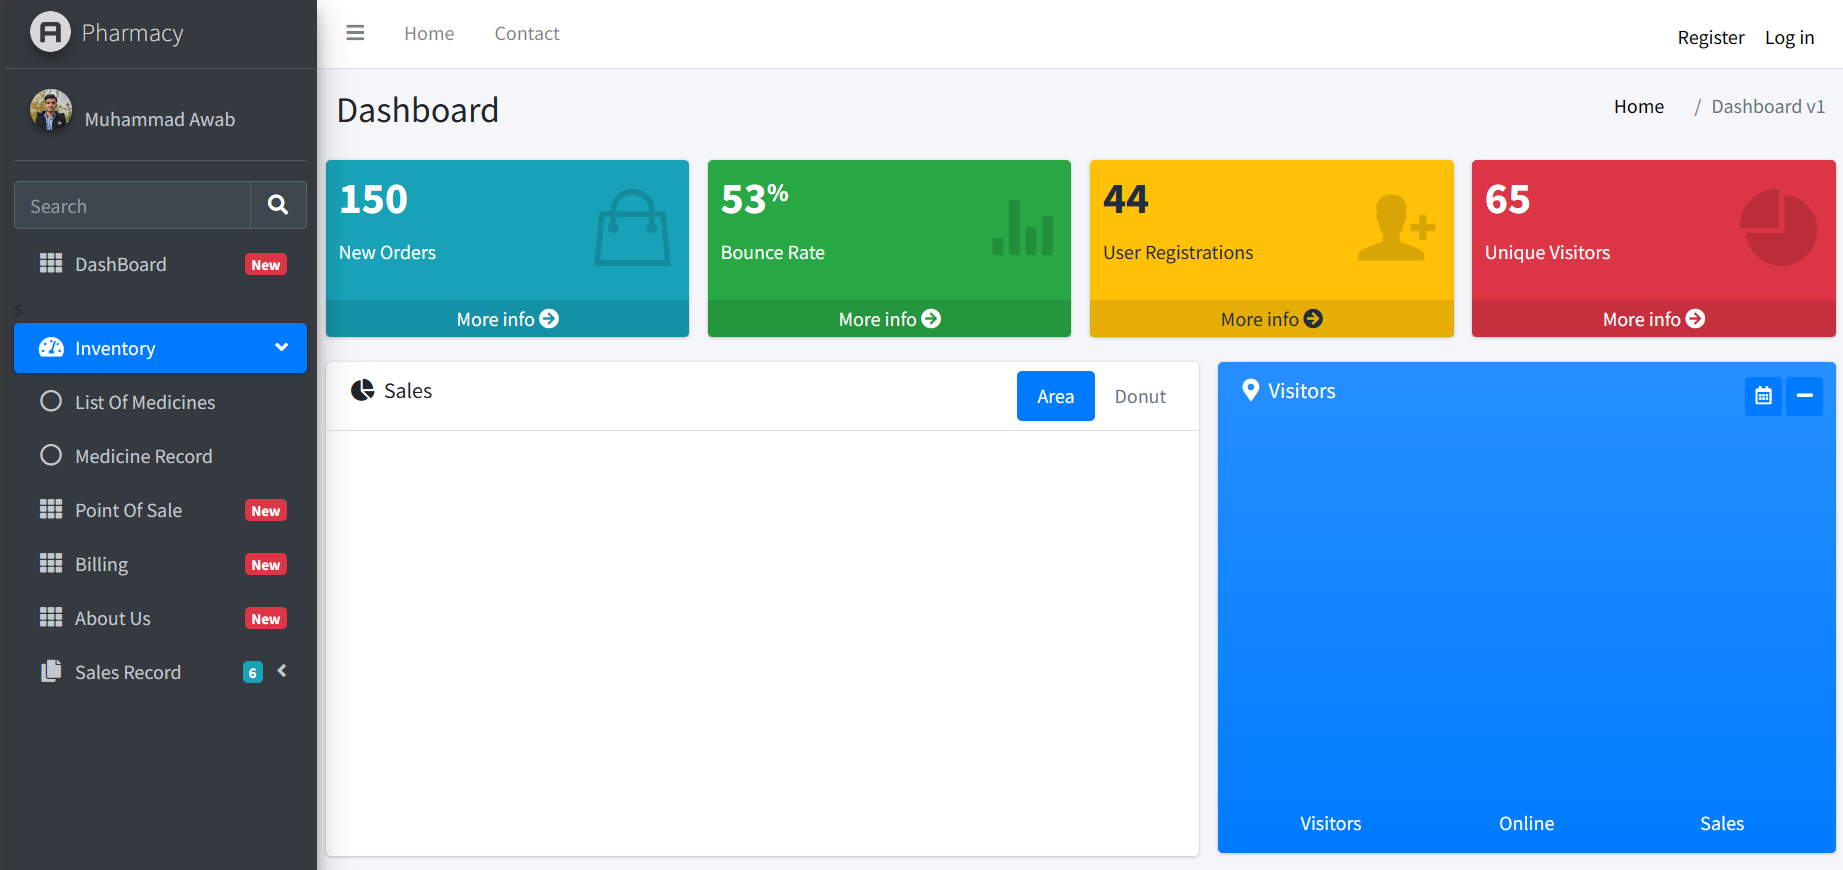 Pharmacy
Home Contact
Register Log in
Muhammad Awab
Search
DashBoard New
s
Inventory
List Of Medicines
Medicine Record
Point Of Sale New
Billing New
About Us New
Sales Record 6
Dashboard
Home / Dashboard v1
150
New Orders
More info
53%
Bounce Rate
More info
44
User Registrations
More info
65
Unique Visitors
More info
Sales
Area Donut
Visitors
Visitors Online Sales